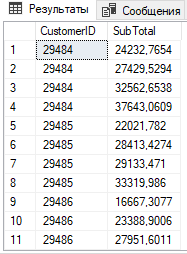 Результаты Сообщения
CustomerID SubTotal
1 29484 24232,7654
2 29484 27429,5294
3 29484 32562,6538
4 29484 37643,0609
5 29485 22021,782
6 29485 28413,4274
7 29485 29133,471
8 29485 33319,986
9 29486 16667,3077
10 29486 23388,9006
11 29486 27951,6011